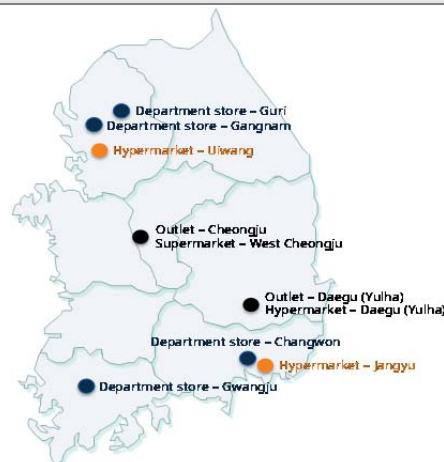 Department store – Guri
Department store – Gangnam
Hypermarket – Uiwang
Outlet – Cheongju
Supermarket – West Cheongju
Outlet – Daegu (Yulha)
Hypermarket – Daegu (Yulha)
Department store – Changwon
Hypermarket – Jangyu
Department store – Gwangju